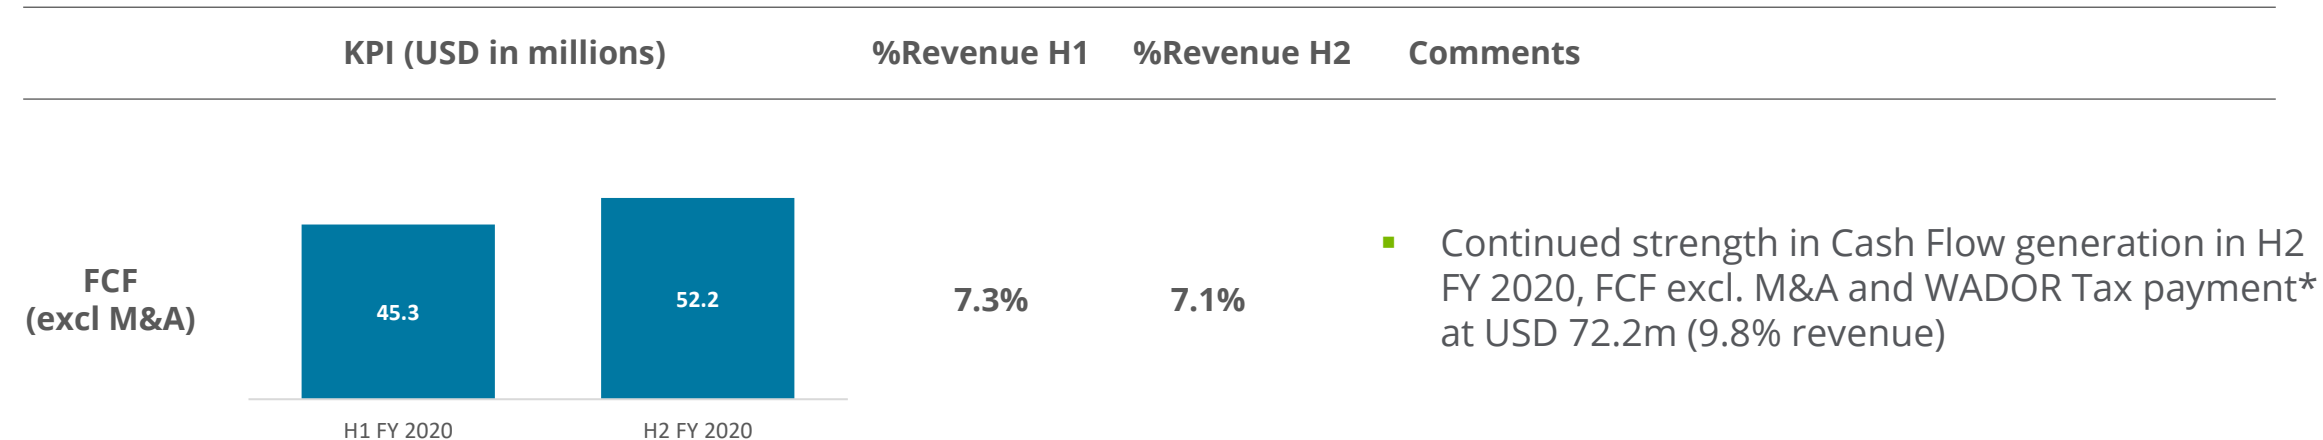 KPI (USD in millions) %Revenue H1 %Revenue H2 Comments
FCF
(excl M&A)
45.3
52.2
H1 FY 2020
H2 FY 2020
7.3%
7.1%
▪ Continued strength in Cash Flow generation in H2
FY 2020, FCF excl. M&A and WADOR Tax payment*
at USD 72.2m (9.8% revenue)